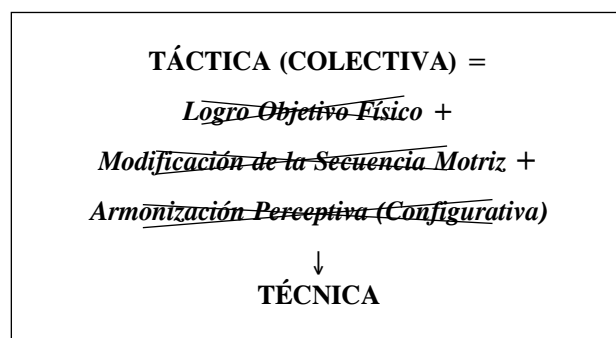 TÁCTICA (COLECTIVA) =
Logro Objetivo Físico +
Modificación de la Secuencia Motriz +
Armonización Perceptiva (Configurativa)
↓
TÉCNICA